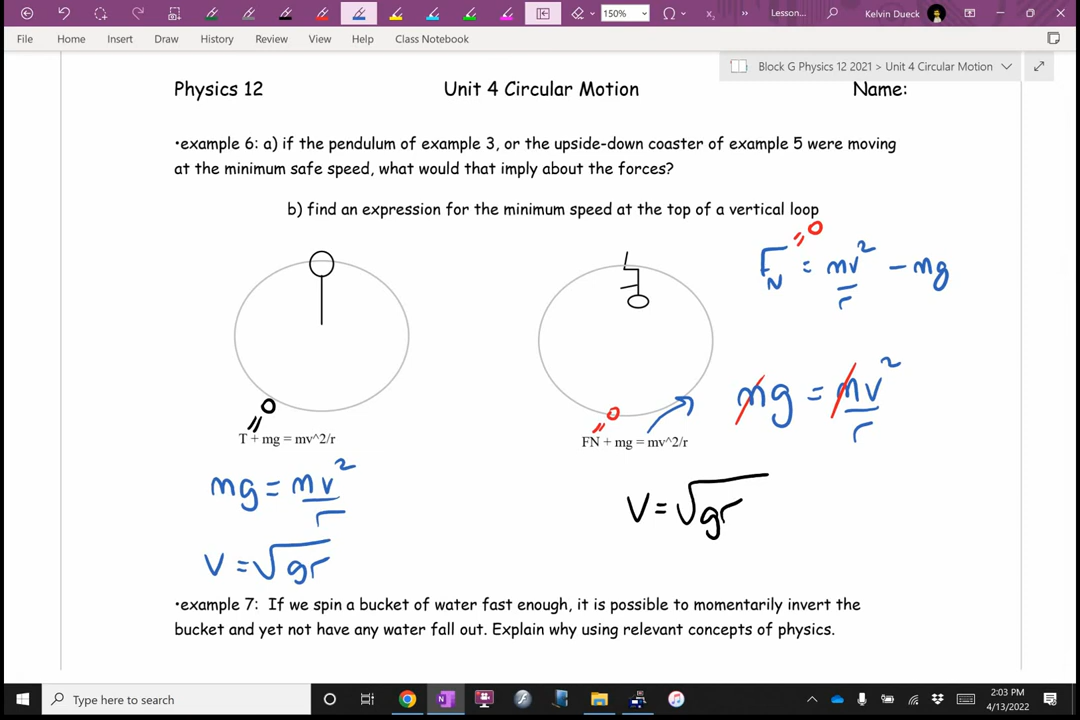 150%
Lesson...
Kelvin Dueck
File Home Insert Draw History Review View Help Class Notebook
Block G Physics 12 2021 > Unit 4 Circular Motion
Physics 12 Unit 4 Circular Motion Name:
•example 6: a) if the pendulum of example 3, or the upside-down coaster of example 5 were moving
at the minimum safe speed, what would that imply about the forces?
b) find an expression for the minimum speed at the top of a vertical loop
= 0
FN = mv²/r - mg
mg = mv²/r
= 0
T + mg = mv^2/r
= 0
FN + mg = mv^2/r
mg = mv²/r
v = √gr
v = √gr
•example 7: If we spin a bucket of water fast enough, it is possible to momentarily invert the
bucket and yet not have any water fall out. Explain why using relevant concepts of physics.
Type here to search
2:03 PM
4/13/2022